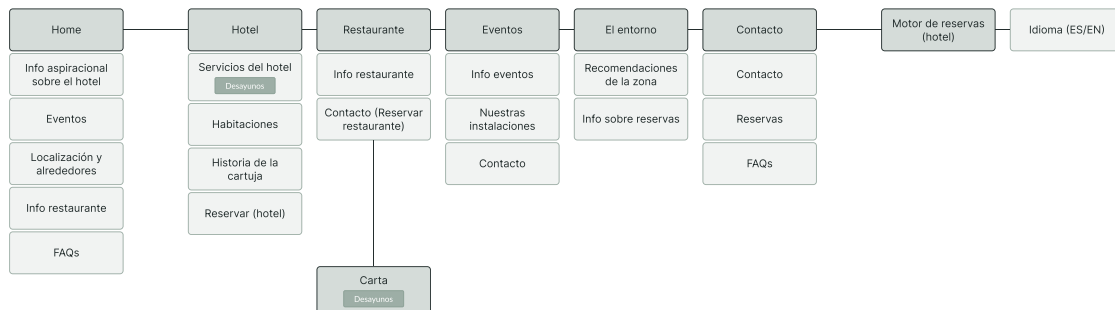 Home
Hotel
Restaurante
Eventos
El entorno
Contacto
Motor de reservas
(hotel)
Idioma (ES/EN)
Info aspiracional
sobre el hotel
Eventos
Localización y
alrededores
Info restaurante
FAQs
Servicios del hotel
Desayunos
Habitaciones
Historia de la
cartuja
Reservar (hotel)
Info restaurante
Contacto (Reservar
restaurante)
Carta
Desayunos
Info eventos
Nuestras
instalaciones
Contacto
Recomendaciones
de la zona
Info sobre reservas
Contacto
Reservas
FAQs